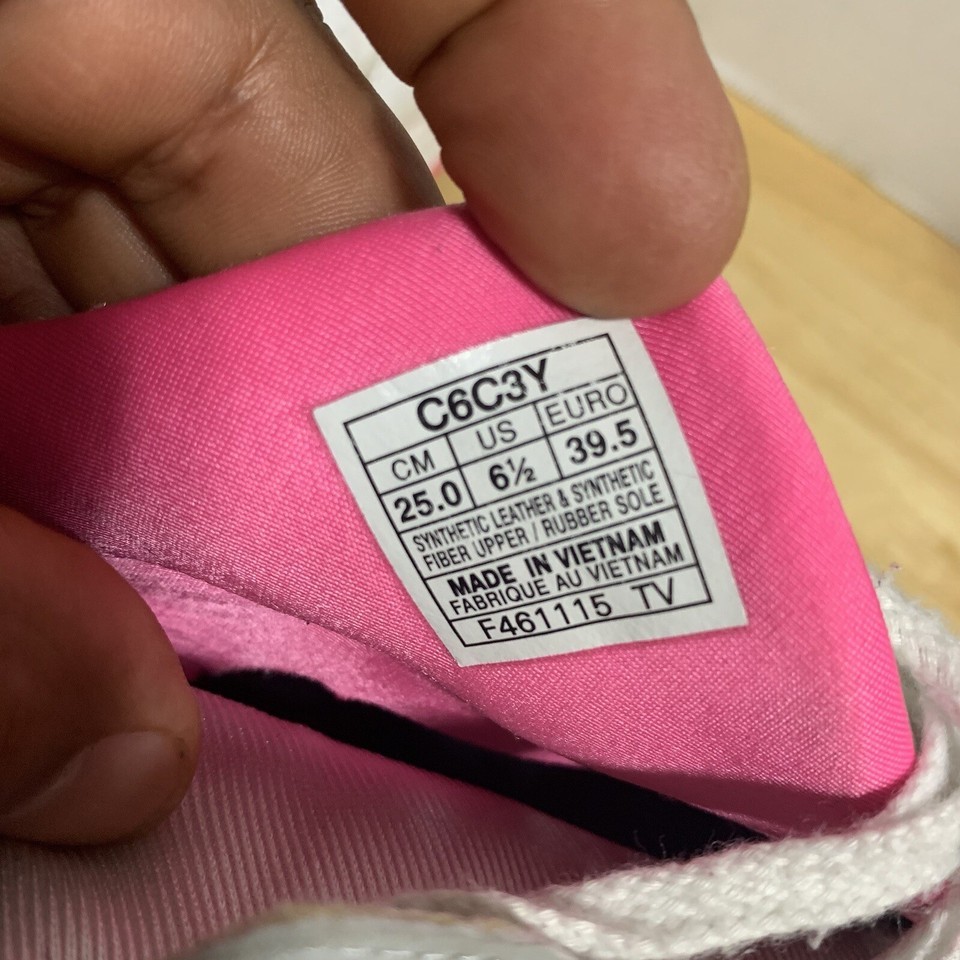 C6C3Y
CM US EURO
25.0 6½ 39.5
SYNTHETIC LEATHER & SYNTHETIC
FIBER UPPER / RUBBER SOLE
MADE IN VIETNAM
FABRIQUE AU VIETNAM
F461115 TV